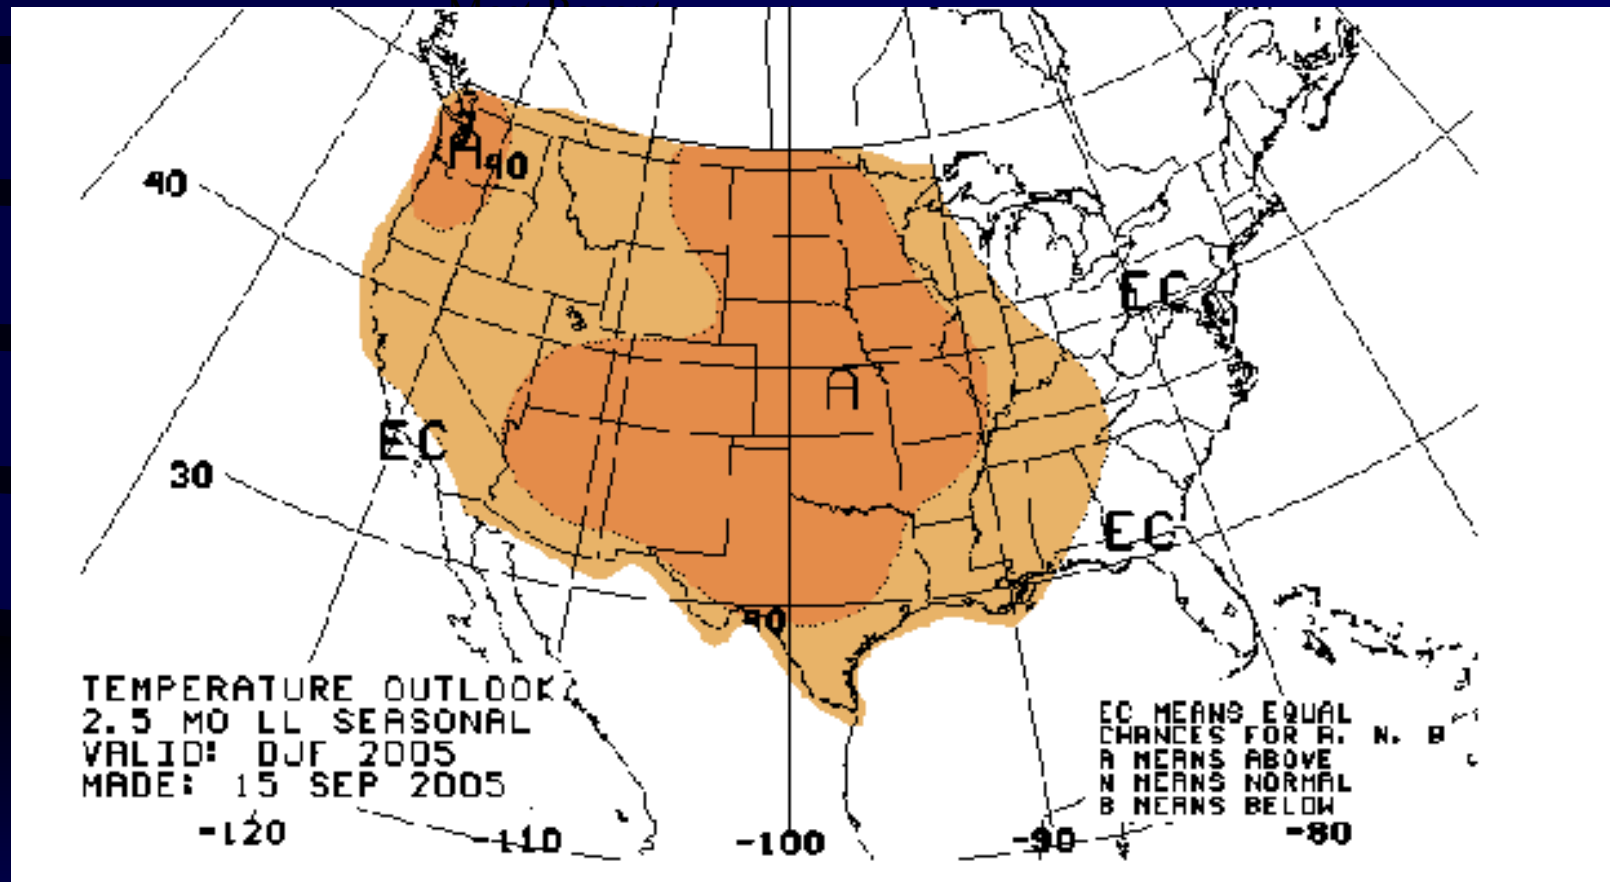 A
40
40
EC
A
EC
30
EC
40
TEMPERATURE OUTLOOK
2.5 MO LL SEASONAL
VALID: DJF 2005
MADE: 15 SEP 2005
EC MEANS EQUAL
CHANCES FOR A, N, B
A MEANS ABOVE
N MEANS NORMAL
B MEANS BELOW
-120
-110
-100
-90
-80